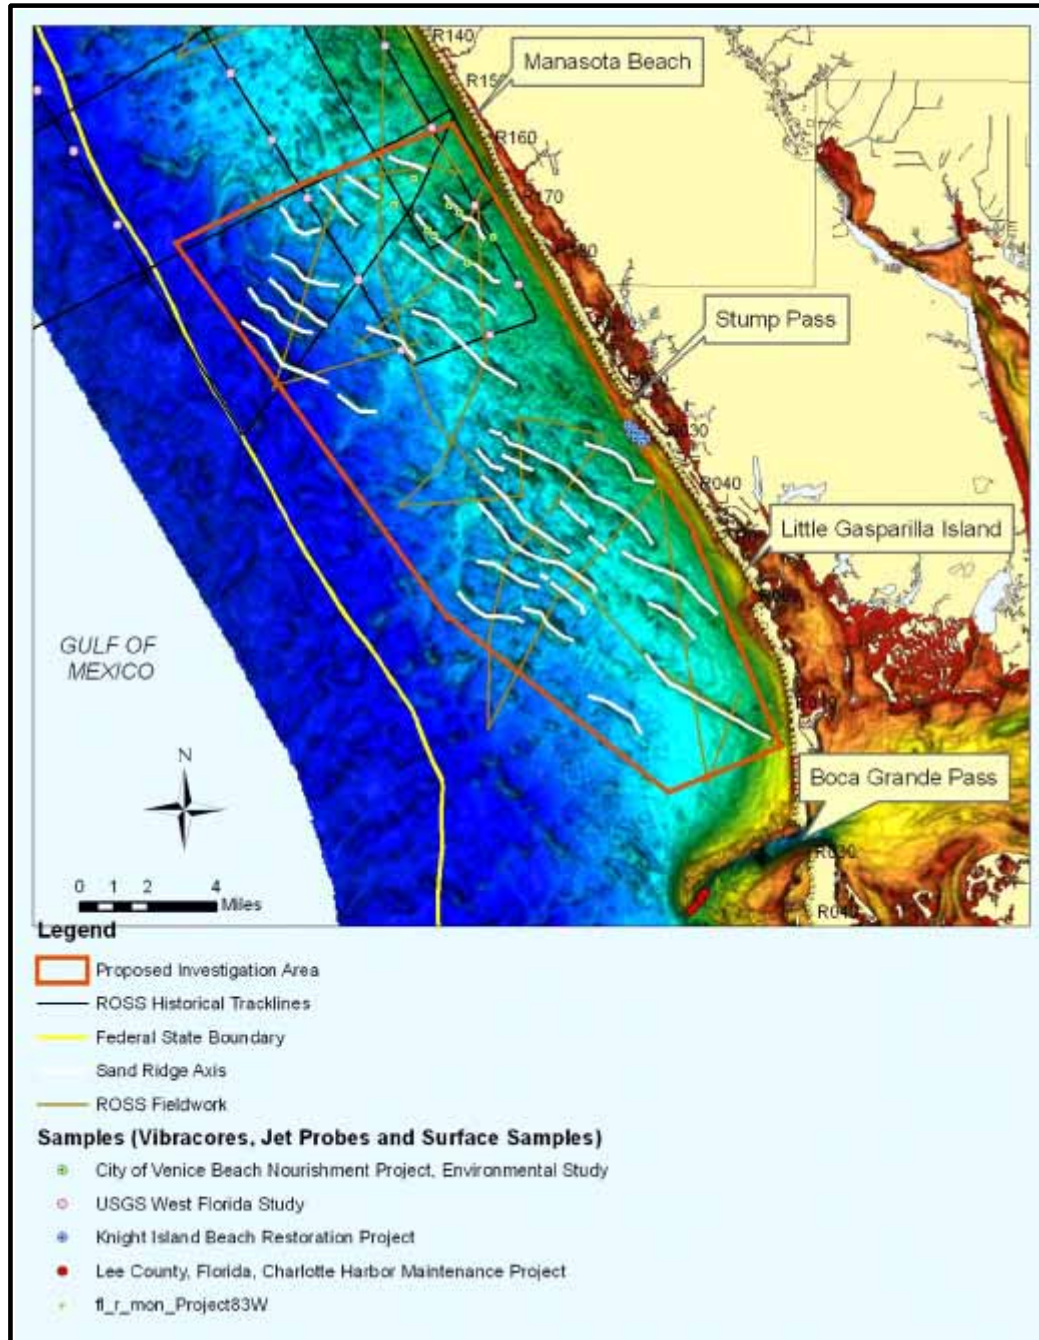 R140
Manasota Beach
R150
R160
R170
Stump Pass
R030
R040
Little Gasparilla Island
GULF OF
MEXICO
N
Boca Grande Pass
R030
R040
0 1 2 4
Miles
Legend
Proposed Investigation Area
ROSS Historical Tracklines
Federal State Boundary
Sand Ridge Axis
ROSS Fieldwork
Samples (Vibracores, Jet Probes and Surface Samples)
City of Venice Beach Nourishment Project, Environmental Study
USGS West Florida Study
Knight Island Beach Restoration Project
Lee County, Florida, Charlotte Harbor Maintenance Project
fl_r_mon_Project83W